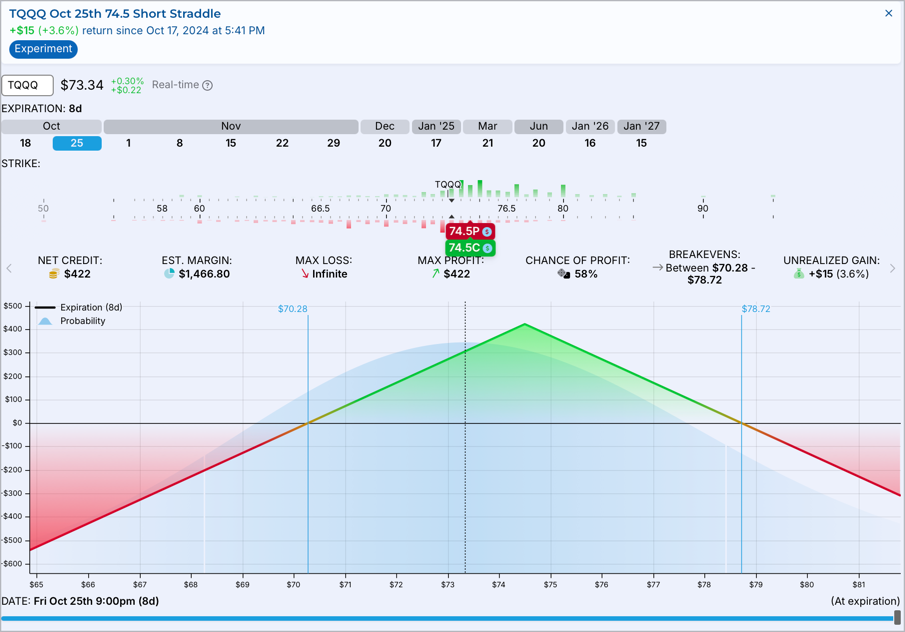 TQQQ Oct 25th 74.5 Short Straddle
+$15 (+3.6%) return since Oct 17, 2024 at 5:41 PM
Experiment
TQQQ $73.34 +0.30% +$0.22 Real-time
EXPIRATION: 8d
Oct Nov Dec Jan '25 Mar Jun Jan '26 Jan '27
18 25 1 8 15 22 29 20 17 21 20 16 15
STRIKE:
TQQQ
50 58 60 66.5 70 76.5 80 90
74.5P $
74.5C $
NET CREDIT: EST. MARGIN: MAX LOSS: MAX PROFIT: CHANCE OF PROFIT: BREAKEVENS: UNREALIZED GAIN:
$422 $1,466.80 Infinite $422 58% Between $70.28 - $78.72 +$15 (3.6%)
Expiration (8d)
Probability
$70.28 $78.72
$500
$400
$300
$200
$100
$0
-$100
-$200
-$300
-$400
-$500
-$600
$65 $66 $67 $68 $69 $70 $71 $72 $73 $74 $75 $76 $77 $78 $79 $80 $81
DATE: Fri Oct 25th 9:00pm (8d) (At expiration)